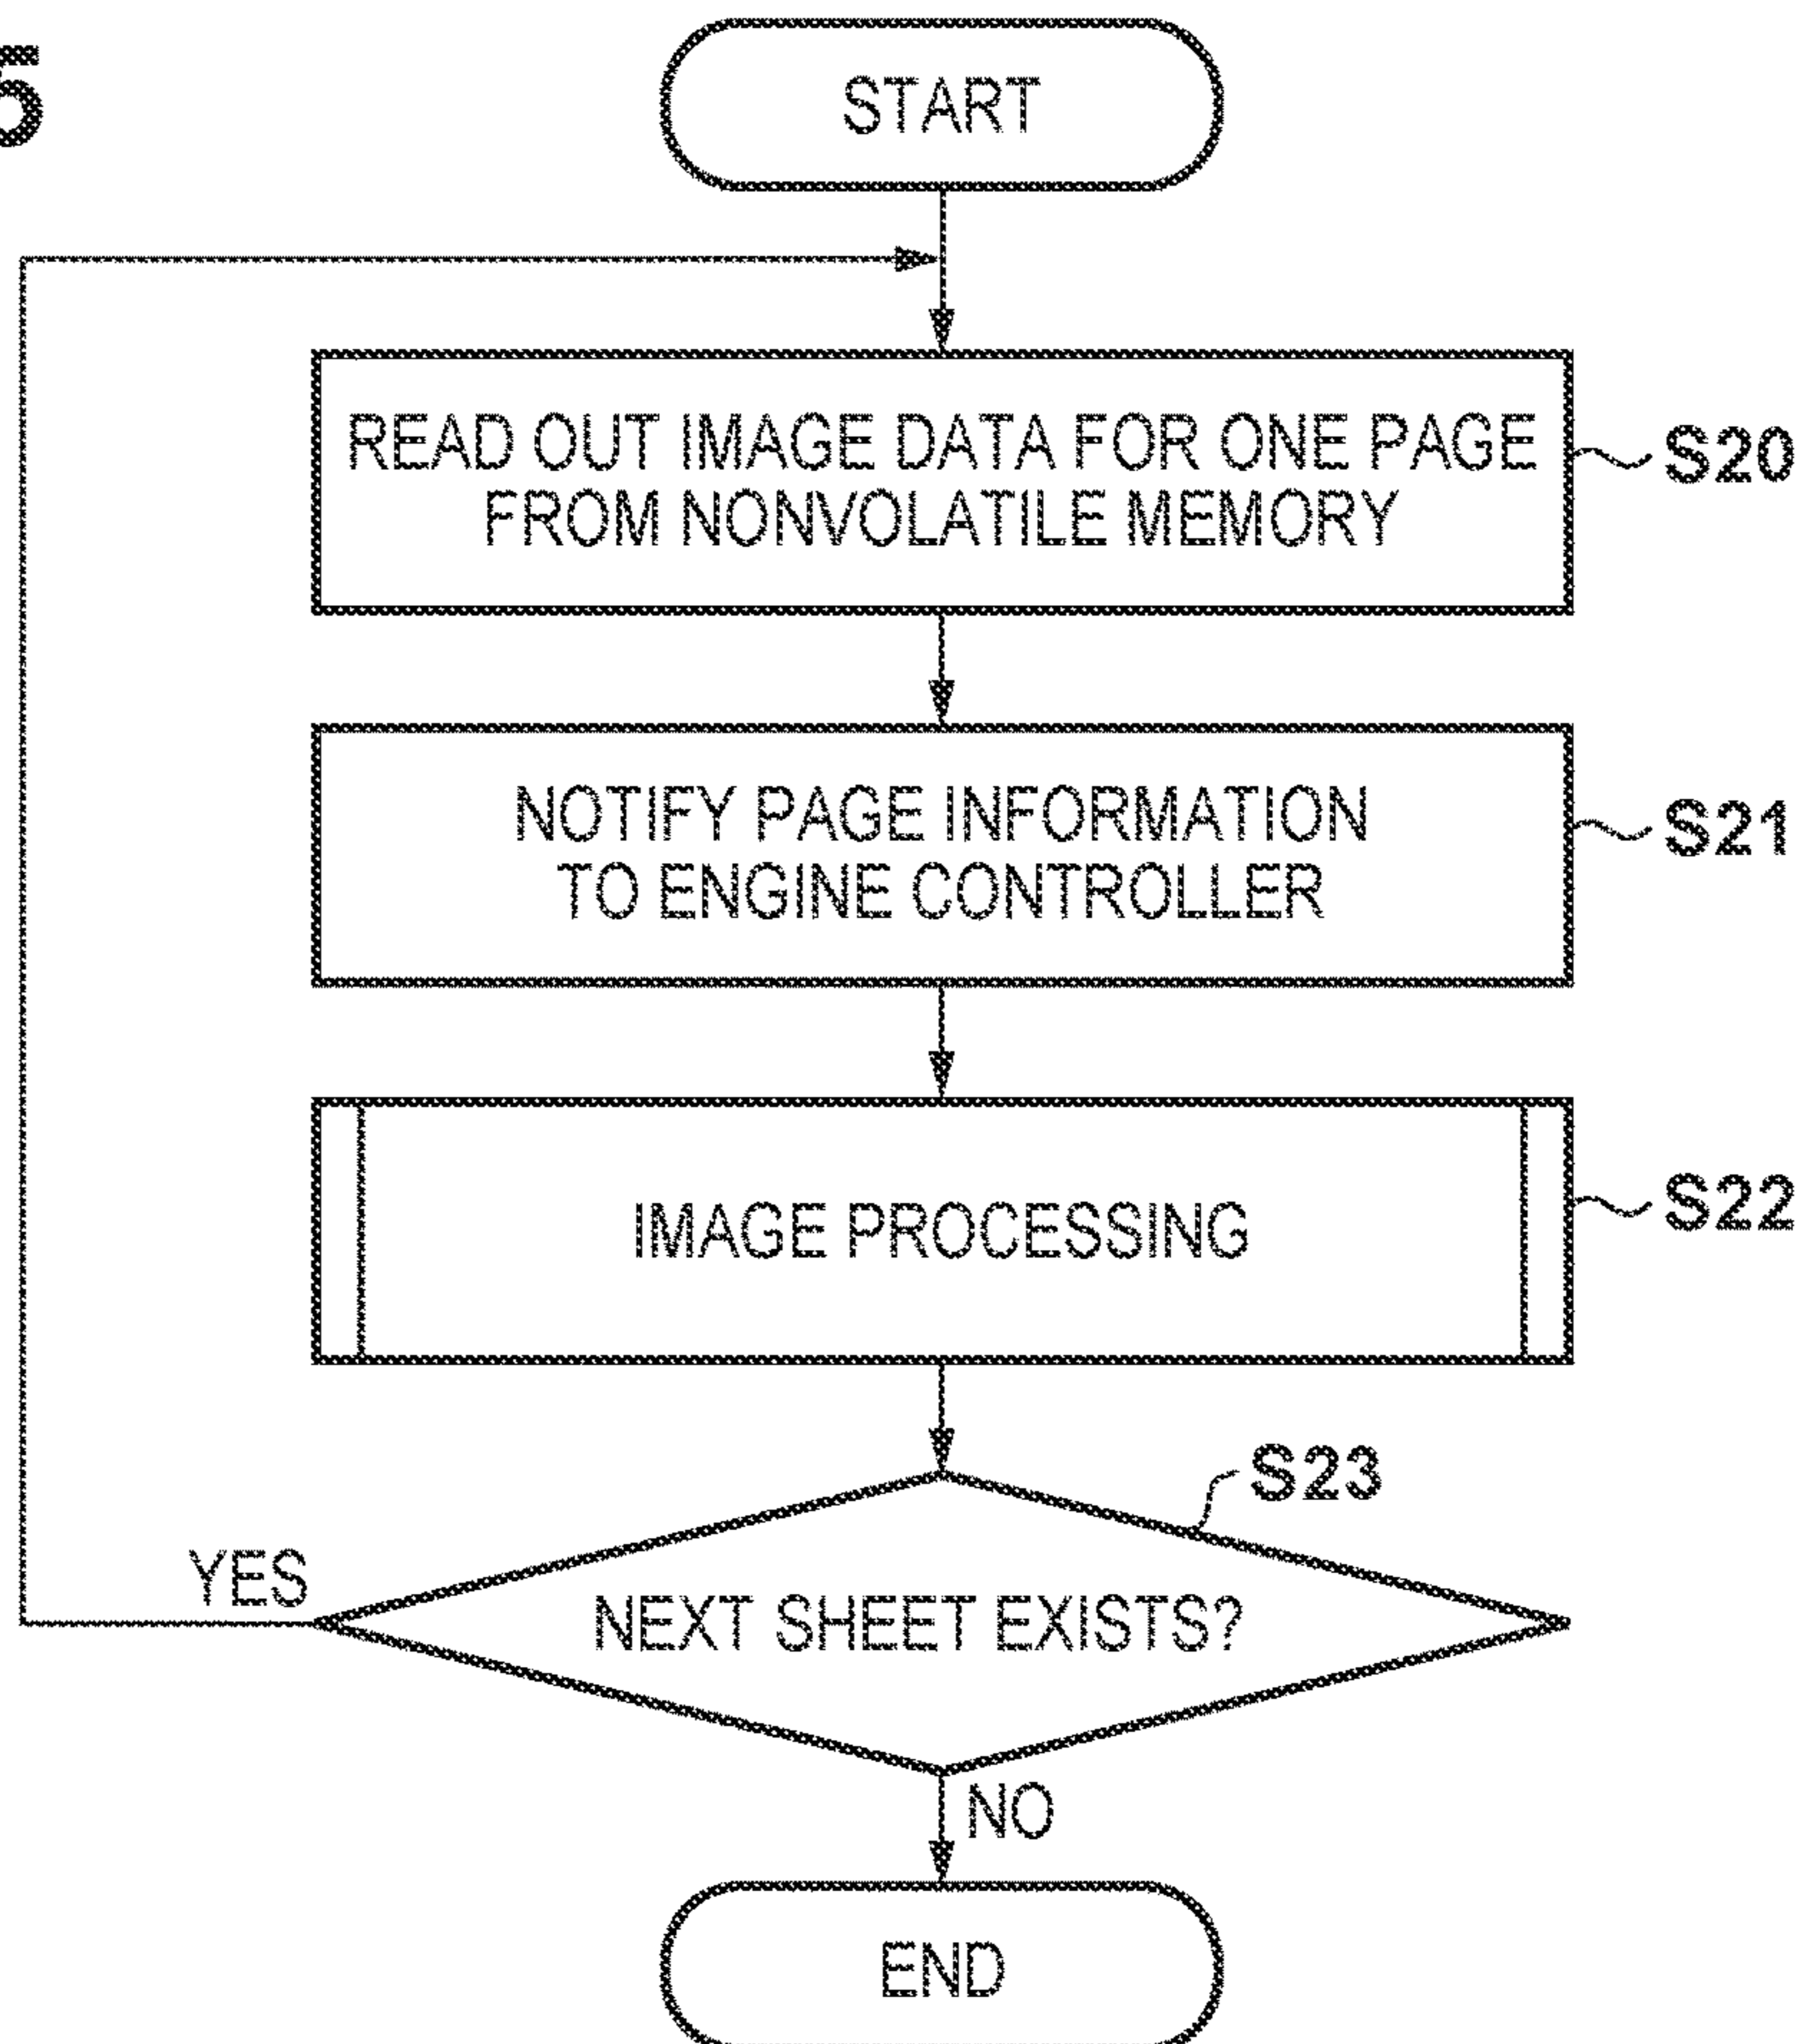 5
START
READ OUT IMAGE DATA FOR ONE PAGE
FROM NONVOLATILE MEMORY
S20
NOTIFY PAGE INFORMATION
TO ENGINE CONTROLLER
S21
IMAGE PROCESSING
S22
S23
YES
NEXT SHEET EXISTS?
NO
END